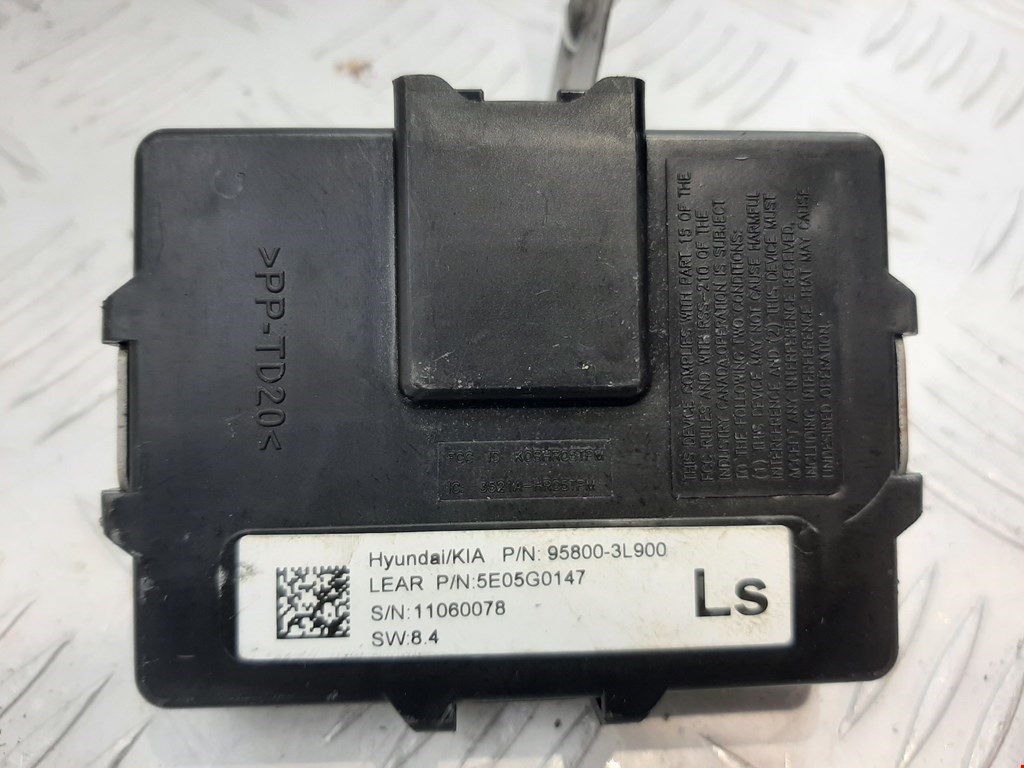 >PP-TD20<
THIS DEVICE COMPLIES WITH PART 15 OF THE
FCC RULES AND WITH RSS-210 OF THE
INDUSTRY CANADA.OPERATION IS SUBJECT
TO THE FOLLOWING TWO CONDITIONS:
(1) THIS DEVICE MAY NOT CAUSE HARMFUL
INTERFERENCE AND (2) THIS DEVICE MUST
ACCEPT ANY INTERFERENCE RECEIVED,
INCLUDING INTERFERENCE THAT MAY CAUSE
UNDESIRED OPERATION.
Hyundai/KIA P/N: 95800-3L900
LEAR P/N:5E05G0147
S/N:11060078
SW:8.4
Ls